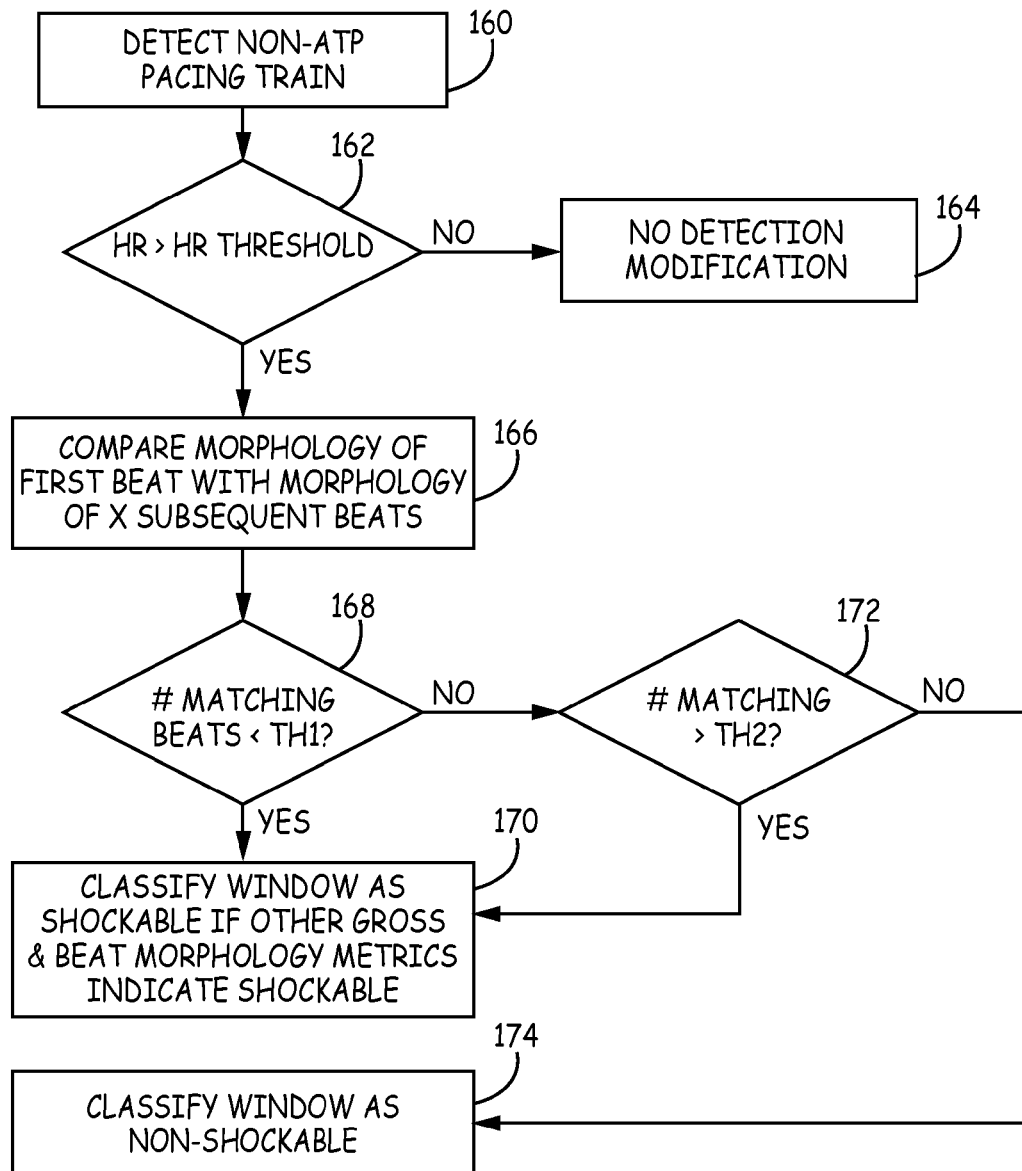 DETECT NON-ATP
PACING TRAIN
160
162
HR > HR THRESHOLD
NO
NO DETECTION
MODIFICATION
164
YES
COMPARE MORPHOLOGY OF
FIRST BEAT WITH MORPHOLOGY
OF X SUBSEQUENT BEATS
166
168
# MATCHING
BEATS < TH1?
NO
172
# MATCHING
> TH2?
NO
YES
YES
170
CLASSIFY WINDOW AS
SHOCKABLE IF OTHER GROSS
& BEAT MORPHOLOGY METRICS
INDICATE SHOCKABLE
174
CLASSIFY WINDOW AS
NON-SHOCKABLE